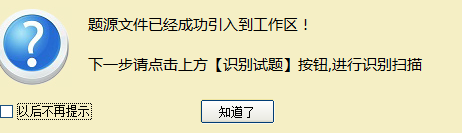 题源文件已经成功引入到工作区！
下一步请点击上方【识别试题】按钮,进行识别扫描
以后不再提示
知道了